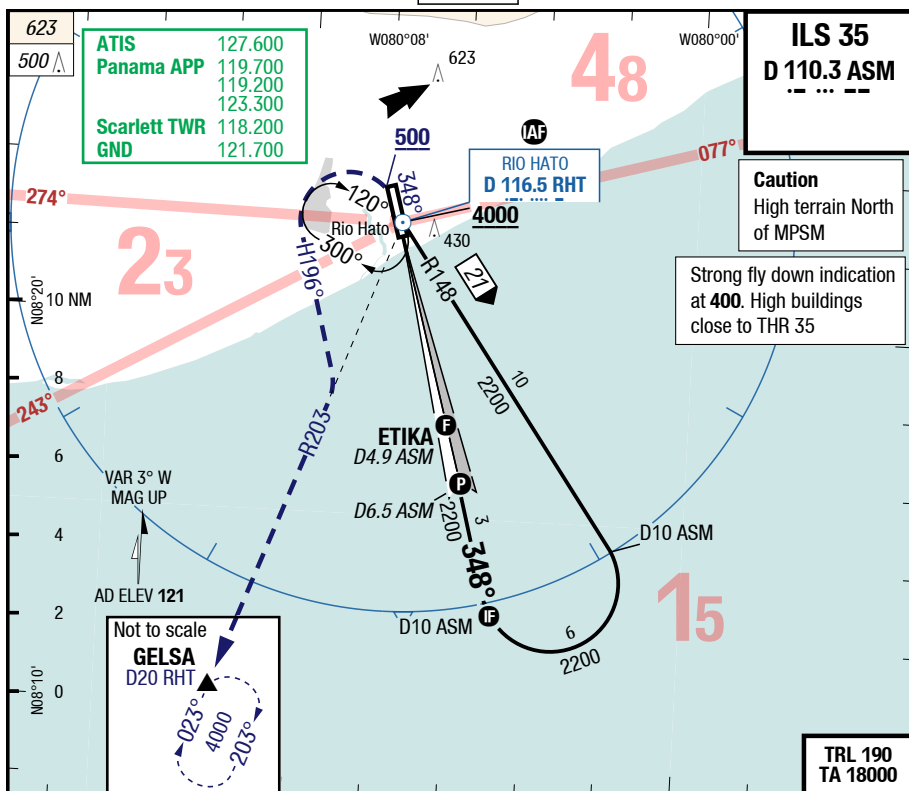 623
500
ATIS 127.600
Panama APP 119.700
119.200
123.300
Scarlett TWR 118.200
GND 121.700
W080°08'
W080°00'
ILS 35
D 110.3 ASM
623
48
IAF
500
RIO HATO
D 116.5 RHT
077°
Caution
High terrain North
of MPSM
274°
120°
348°
4000
Rio Hato
430
300°
23
H196°
R148
21
Strong fly down indication
at 400. High buildings
close to THR 35
N08°20'
10 NM
8
10
2200
243°
R203
F
ETIKA
D4.9 ASM
6
P
VAR 3° W
MAG UP
D6.5 ASM
2200
3
4
348°
D10 ASM
AD ELEV 121
15
2
IF
D10 ASM
6
2200
Not to scale
GELSA
D20 RHT
N08°10'
0
023°
4000
203°
TRL 190
TA 18000